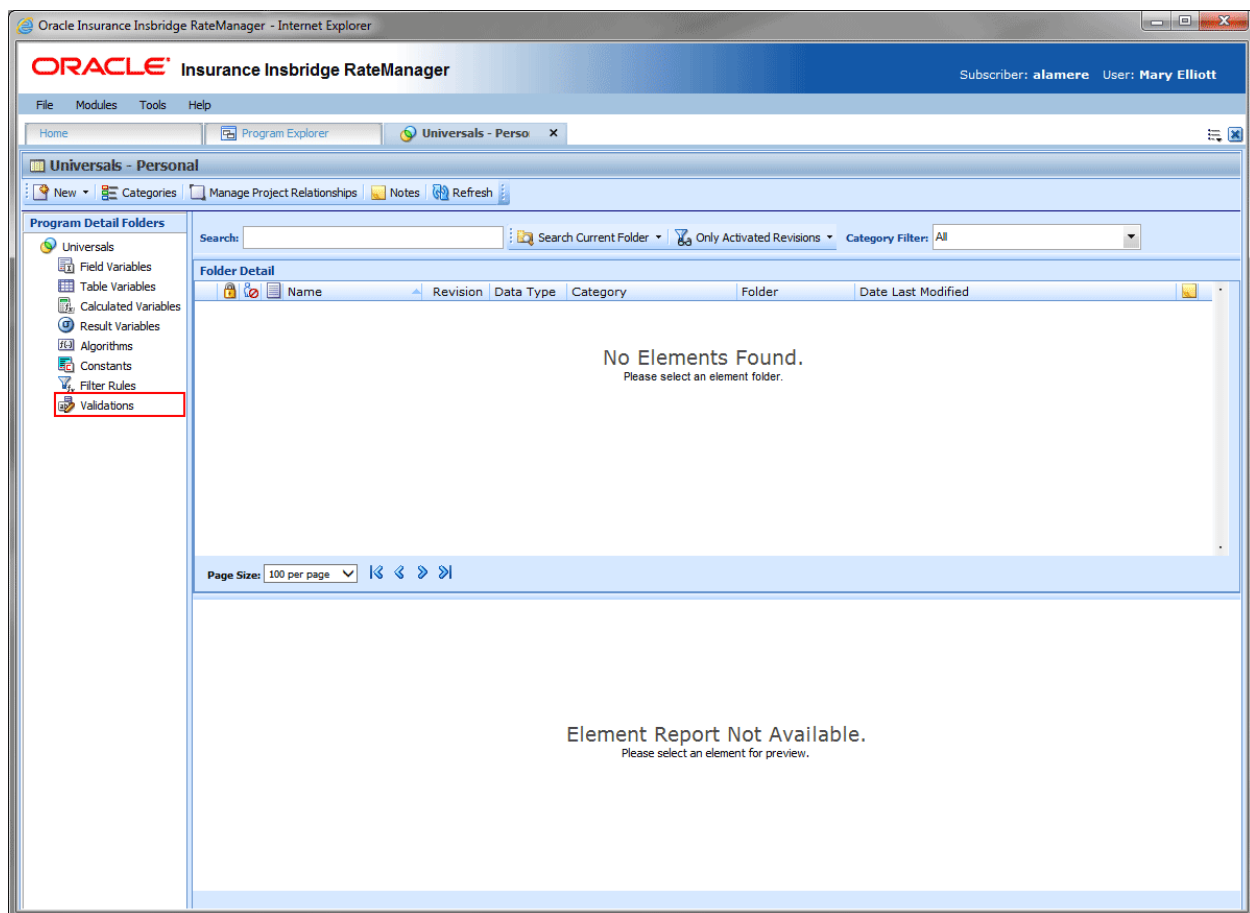 Oracle Insurance Insbridge RateManager - Internet Explorer
ORACLE Insurance Insbridge RateManager
Subscriber: alamere User: Mary Elliott
File Modules Tools Help
Home Program Explorer Universals - Perso x
Universals - Personal
New Categories Manage Project Relationships Notes Refresh
Program Detail Folders
Universals
Field Variables
Table Variables
Calculated Variables
Result Variables
Algorithms
Constants
Filter Rules
Validations
Search: Search Current Folder Only Activated Revisions Category Filter: All
Folder Detail
Name Revision Data Type Category Folder Date Last Modified
No Elements Found.
Please select an element folder.
Page Size: 100 per page
Element Report Not Available.
Please select an element for preview.